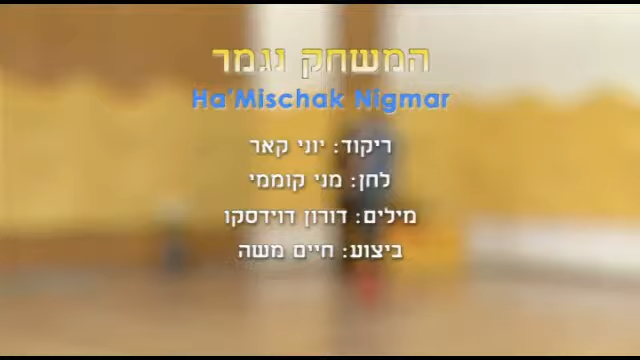 המשחק נגמר
Ha'Mischak Nigmar
ריקוד: יוני קאר
לחן: מני קוממי
מילים: דורון דוידסקו
ביצוע: חיים משה